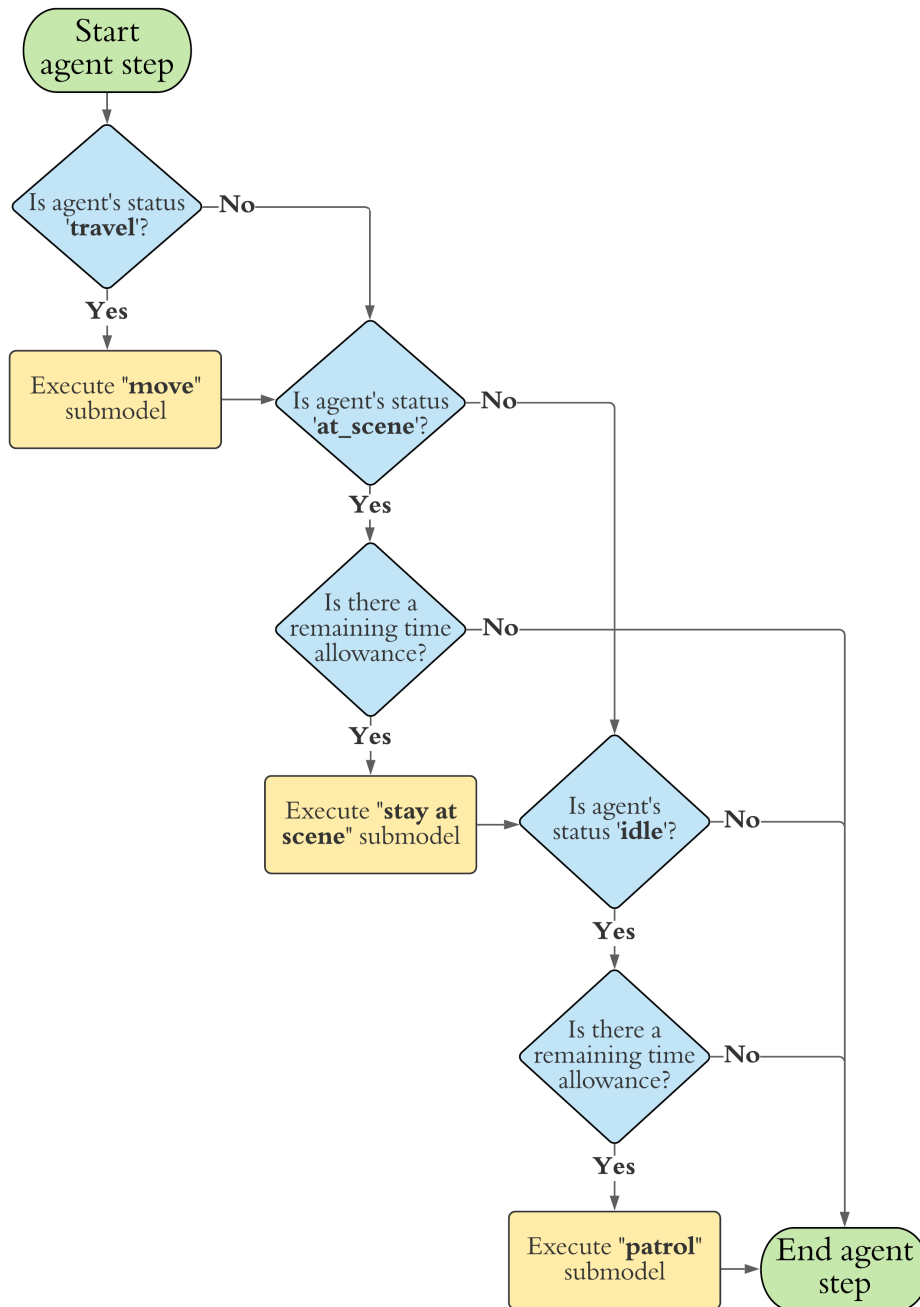 Start
agent step
Is agent's status
'travel'?
No
Yes
Execute "move"
submodel
Is agent's status
'at_scene'?
No
Yes
Is there a
remaining time
allowance?
No
Yes
Execute "stay at
scene" submodel
Is agent's
status 'idle'?
No
Yes
Is there a
remaining time
allowance?
No
Yes
Execute "patrol"
submodel
End agent
step